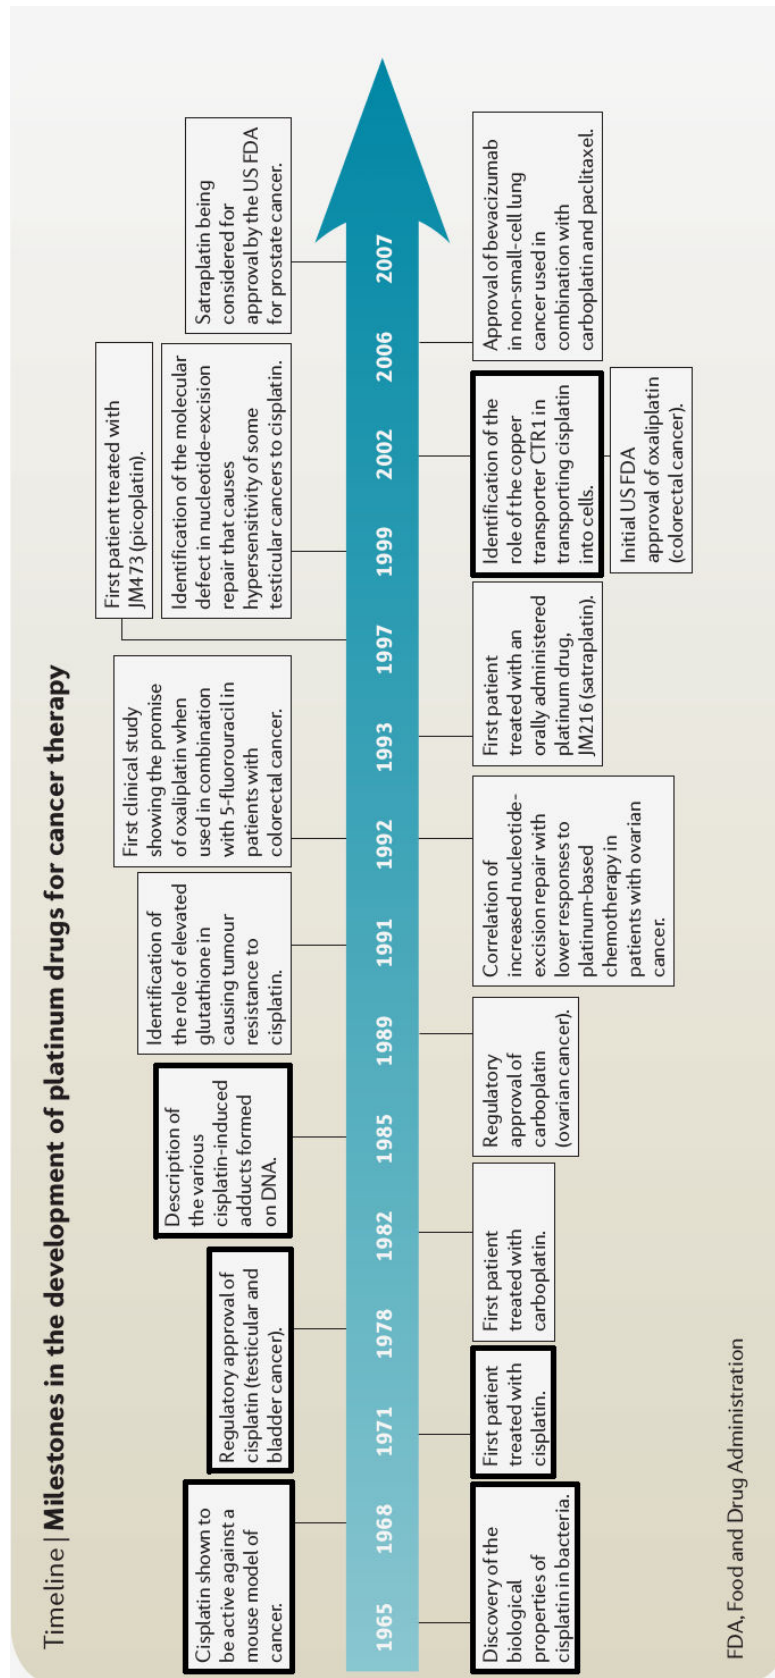 Timeline | Milestones in the development of platinum drugs for cancer therapy
Cisplatin shown to
be active against a
mouse model of
cancer.
Regulatory approval of
cisplatin (testicular and
bladder cancer).
Description of
the various
cisplatin-induced
adducts formed
on DNA.
Identification of
the role of elevated
glutathione in
causing tumour
resistance to
cisplatin.
First clinical study
showing the promise
of oxaliplatin when
used in combination
with 5-fluorouracil in
patients with
colorectal cancer.
First patient treated with
JM473 (picoplatin).
Identification of the molecular
defect in nucleotide-excision
repair that causes
hypersensitivity of some
testicular cancers to cisplatin.
Satraplatin being
considered for
approval by the US FDA
for prostate cancer.
1965
1968
1971
1978
1982
1985
1989
1991
1992
1993
1997
1999
2002
2006
2007
Discovery of the
biological
properties of
cisplatin in bacteria.
First patient
treated with
cisplatin.
First patient
treated with
carboplatin.
Regulatory
approval of
carboplatin
(ovarian cancer).
Correlation of
increased nucleotide-
excision repair with
lower responses to
platinum-based
chemotherapy in
patients with ovarian
cancer.
First patient
treated with an
orally administered
platinum drug,
JM216 (satraplatin).
Identification of the
role of the copper
transporter CTR1 in
transporting cisplatin
into cells.
Initial US FDA
approval of oxaliplatin
(colorectal cancer).
Approval of bevacizumab
in non-small-cell lung
cancer used in
combination with
carboplatin and paclitaxel.
FDA, Food and Drug Administration